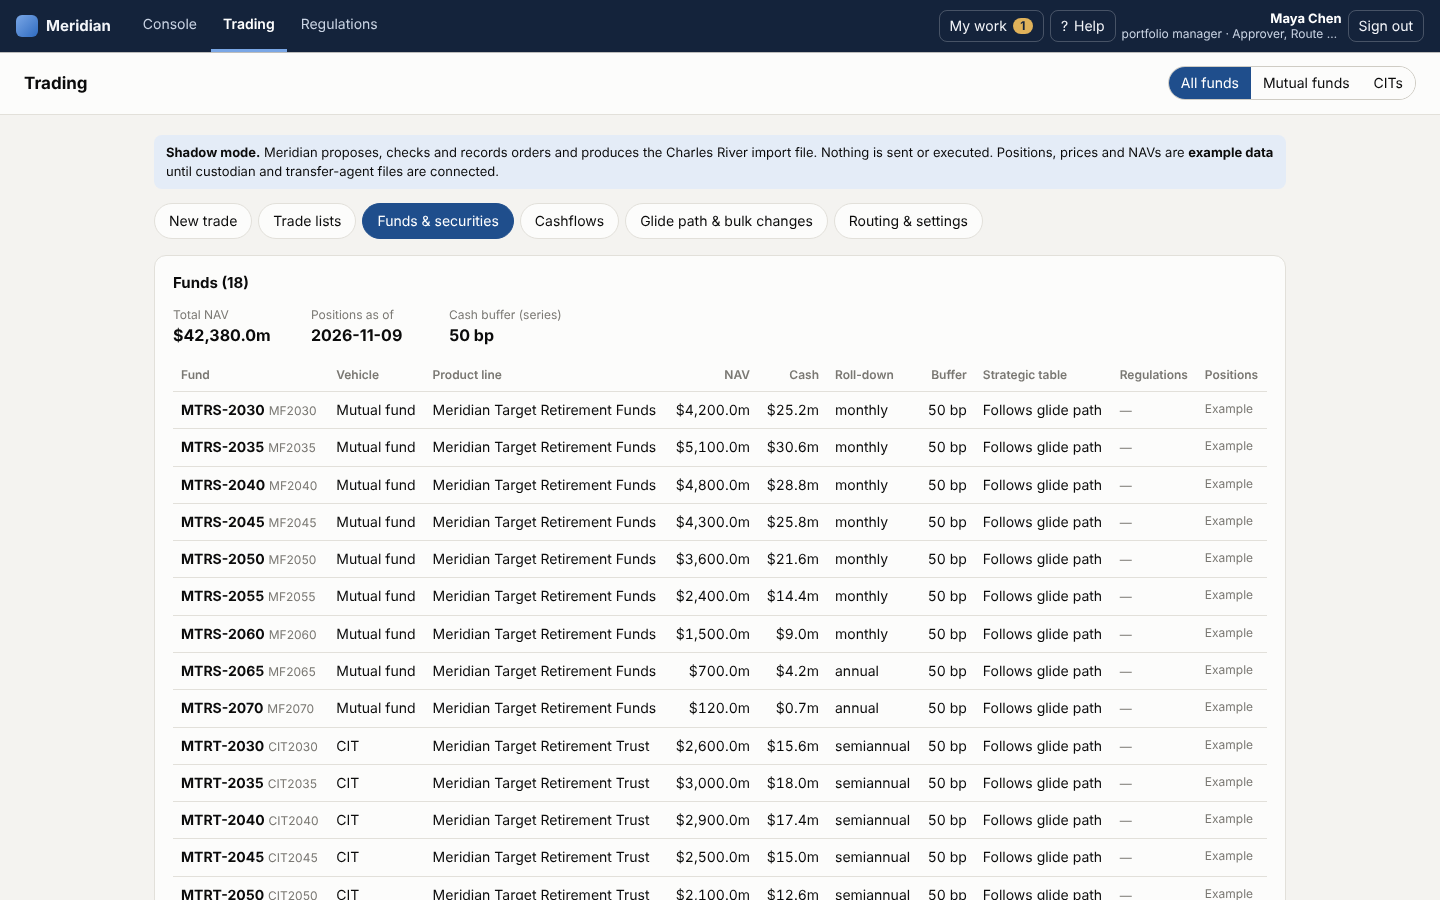 Meridian Console Trading Regulations My work 1 ? Help Maya Chen Sign out
portfolio manager · Approver, Route ...
Trading All funds Mutual funds CITs
Shadow mode. Meridian proposes, checks and records orders and produces the Charles River import file. Nothing is sent or executed. Positions, prices and NAVs are example data
until custodian and transfer-agent files are connected.
New trade Trade lists Funds & securities Cashflows Glide path & bulk changes Routing & settings
Funds (18)
Total NAV Positions as of Cash buffer (series)
$42,380.0m 2026-11-09 50 bp
Fund Vehicle Product line NAV Cash Roll-down Buffer Strategic table Regulations Positions
MTRS-2030 MF2030 Mutual fund Meridian Target Retirement Funds $4,200.0m $25.2m monthly 50 bp Follows glide path — Example
MTRS-2035 MF2035 Mutual fund Meridian Target Retirement Funds $5,100.0m $30.6m monthly 50 bp Follows glide path — Example
MTRS-2040 MF2040 Mutual fund Meridian Target Retirement Funds $4,800.0m $28.8m monthly 50 bp Follows glide path — Example
MTRS-2045 MF2045 Mutual fund Meridian Target Retirement Funds $4,300.0m $25.8m monthly 50 bp Follows glide path — Example
MTRS-2050 MF2050 Mutual fund Meridian Target Retirement Funds $3,600.0m $21.6m monthly 50 bp Follows glide path — Example
MTRS-2055 MF2055 Mutual fund Meridian Target Retirement Funds $2,400.0m $14.4m monthly 50 bp Follows glide path — Example
MTRS-2060 MF2060 Mutual fund Meridian Target Retirement Funds $1,500.0m $9.0m monthly 50 bp Follows glide path — Example
MTRS-2065 MF2065 Mutual fund Meridian Target Retirement Funds $700.0m $4.2m annual 50 bp Follows glide path — Example
MTRS-2070 MF2070 Mutual fund Meridian Target Retirement Funds $120.0m $0.7m annual 50 bp Follows glide path — Example
MTRT-2030 CIT2030 CIT Meridian Target Retirement Trust $2,600.0m $15.6m semiannual 50 bp Follows glide path — Example
MTRT-2035 CIT2035 CIT Meridian Target Retirement Trust $3,000.0m $18.0m semiannual 50 bp Follows glide path — Example
MTRT-2040 CIT2040 CIT Meridian Target Retirement Trust $2,900.0m $17.4m semiannual 50 bp Follows glide path — Example
MTRT-2045 CIT2045 CIT Meridian Target Retirement Trust $2,500.0m $15.0m semiannual 50 bp Follows glide path — Example
MTRT-2050 CIT2050 CIT Meridian Target Retirement Trust $2,100.0m $12.6m semiannual 50 bp Follows glide path — Example